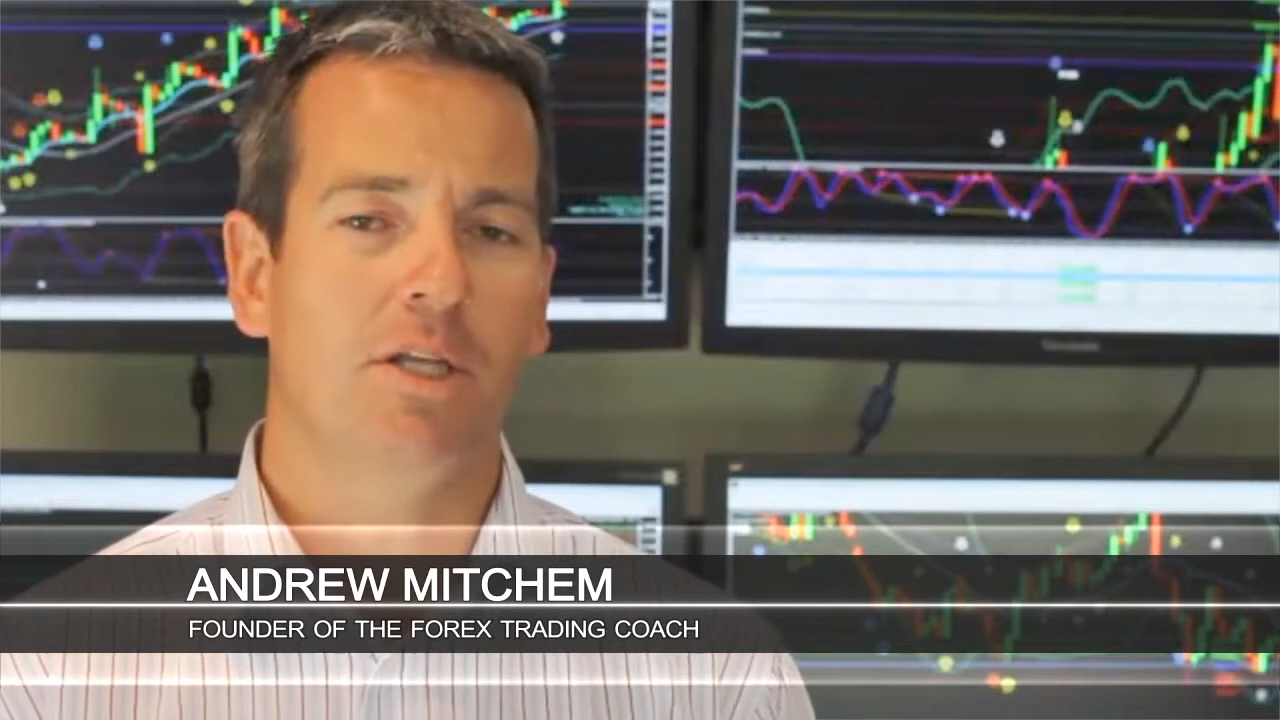 ANDREW MITCHEM
FOUNDER OF THE FOREX TRADING COACH